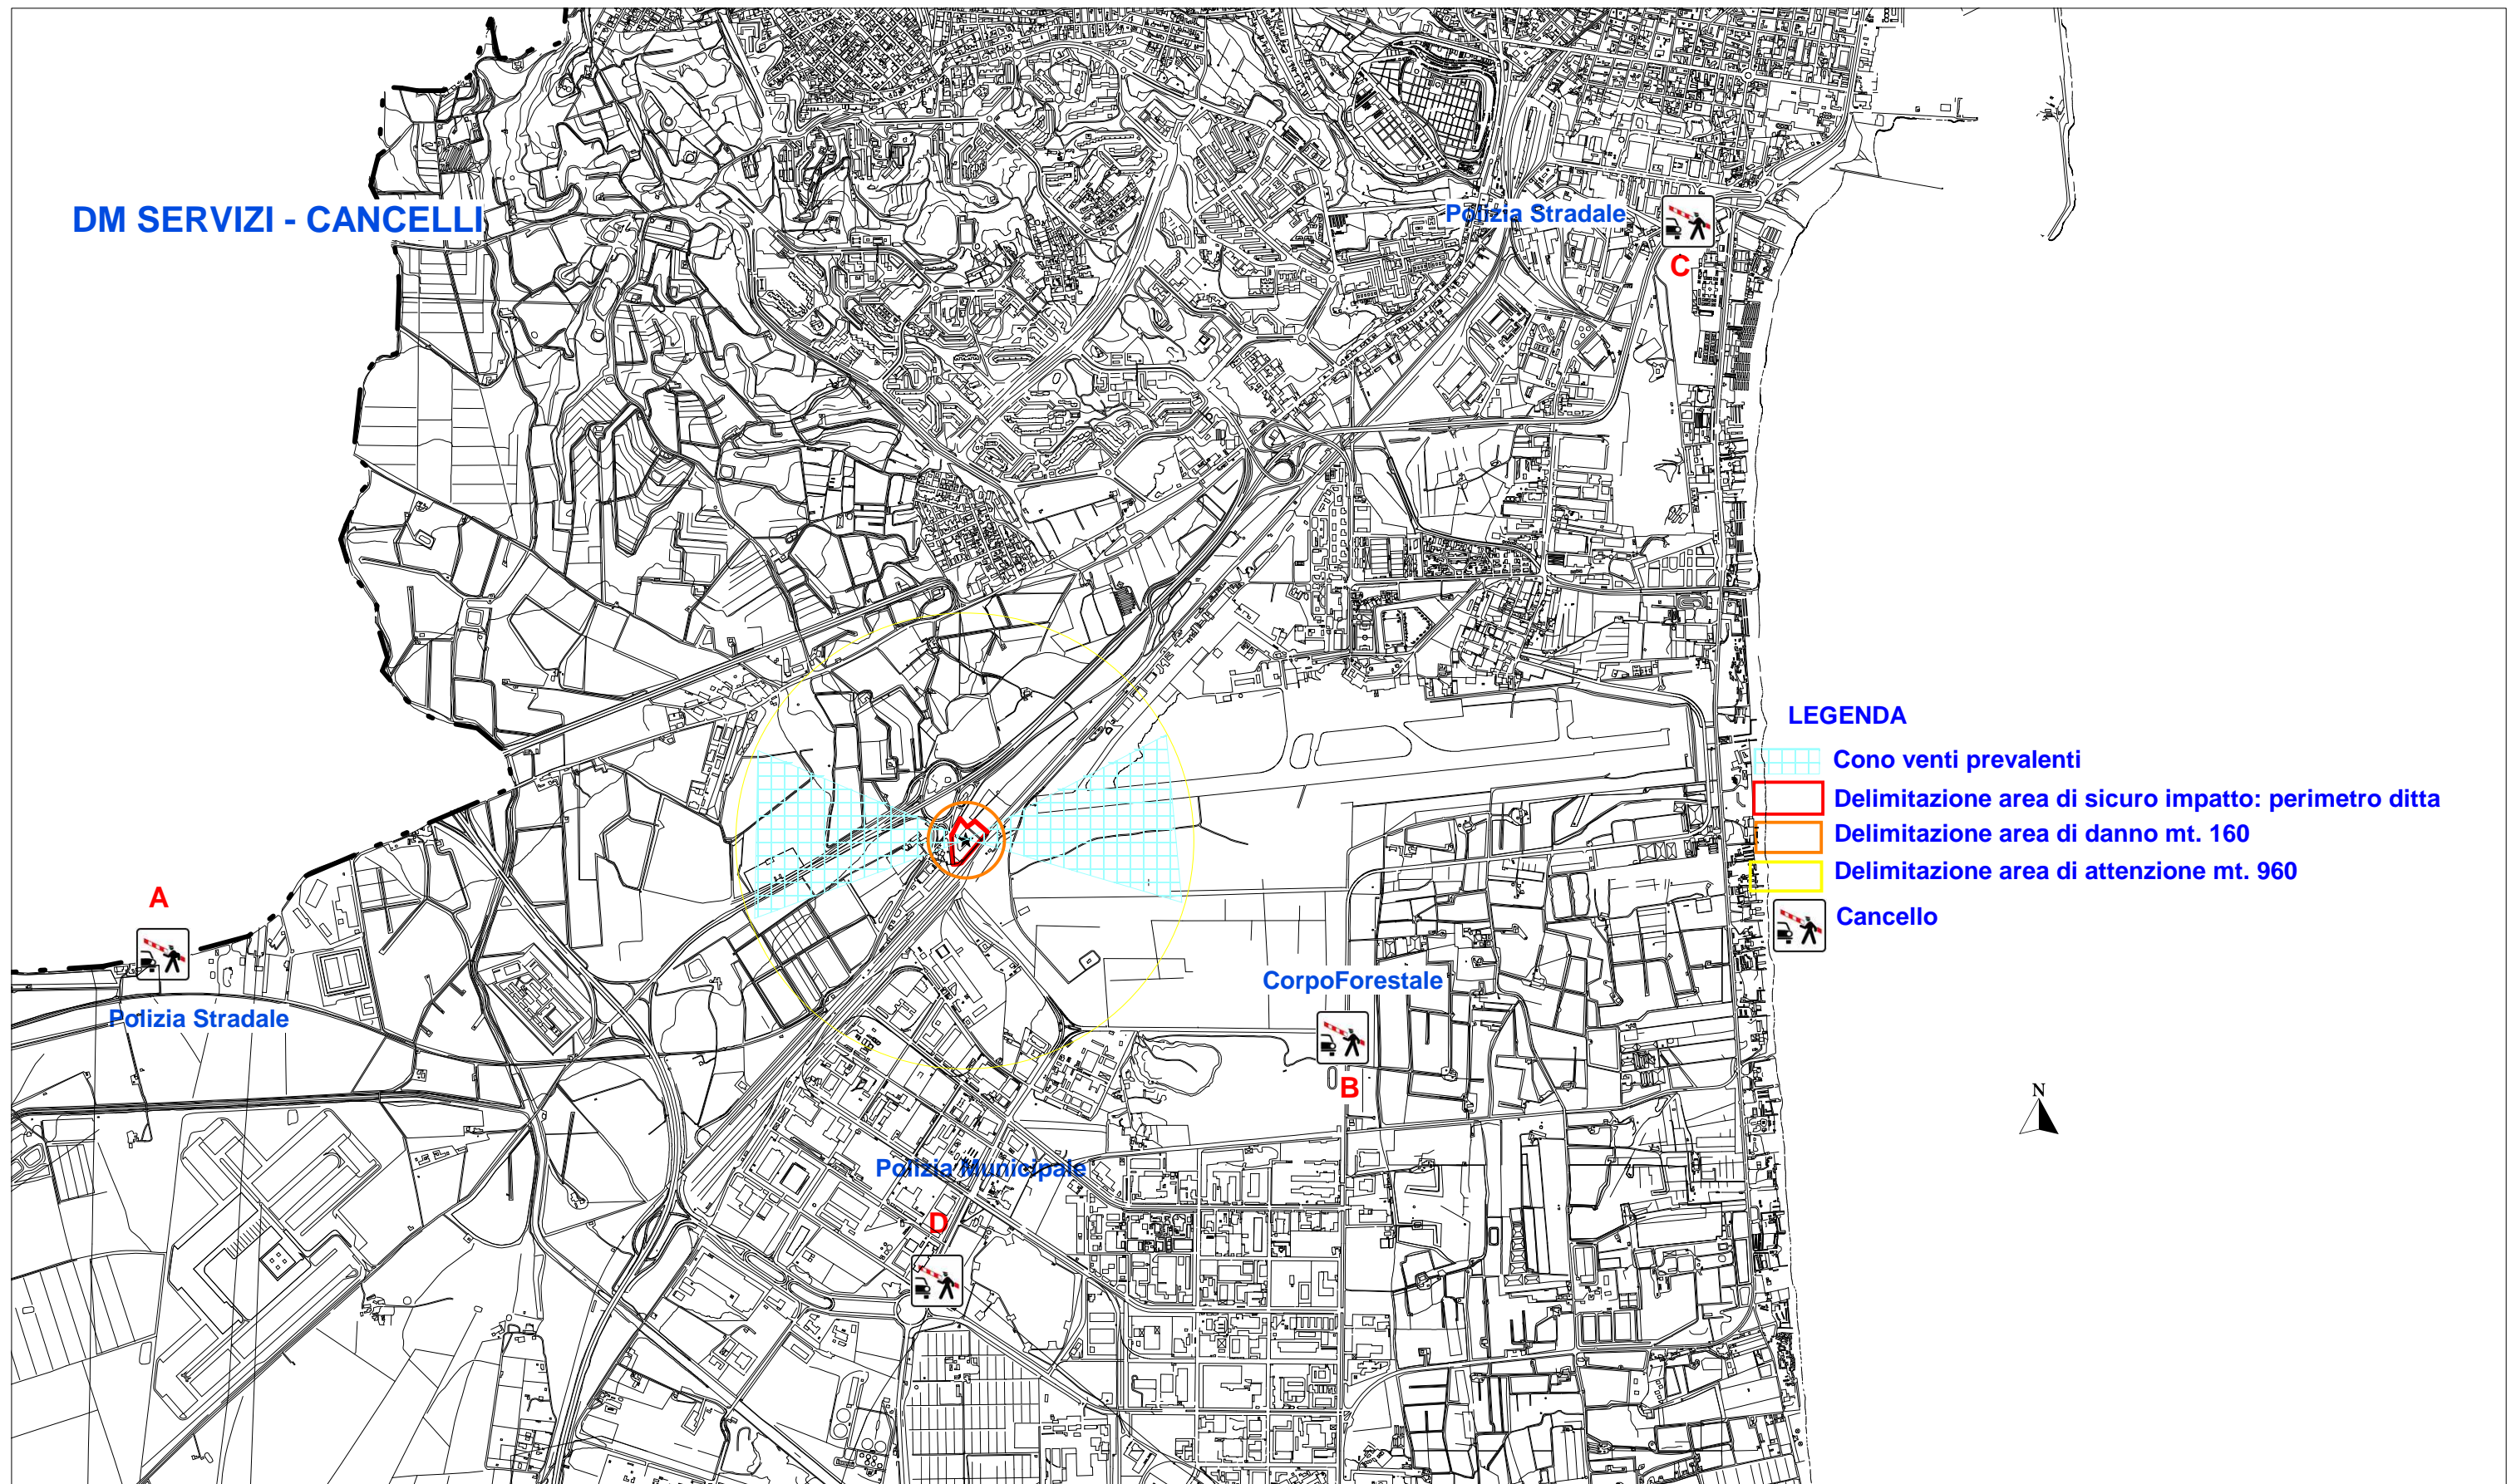 DM SERVIZI - CANCELLI
Polizia Stradale
C
LEGENDA
Cono venti prevalenti
Delimitazione area di sicuro impatto: perimetro ditta
Delimitazione area di danno mt. 160
Delimitazione area di attenzione mt. 960
Cancello
A
Polizia Stradale
CorpoForestale
B
N
Polizia Municipale
D